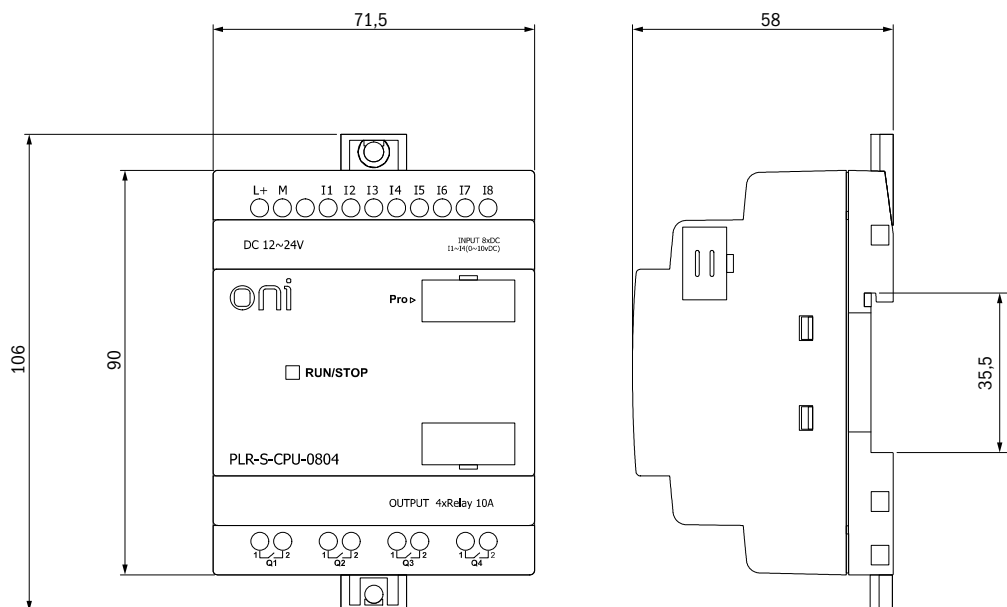 71,5
58
L+ M I1 I2 I3 I4 I5 I6 I7 I8
DC 12~24V
INPUT 8xDC
I1~I4(0~10vDC)
oni
Pro
RUN/STOP
106
90
35,5
PLR-S-CPU-0804
OUTPUT 4xRelay 10A
1 2 1 2 1 2 1 2
Q1 Q2 Q3 Q4